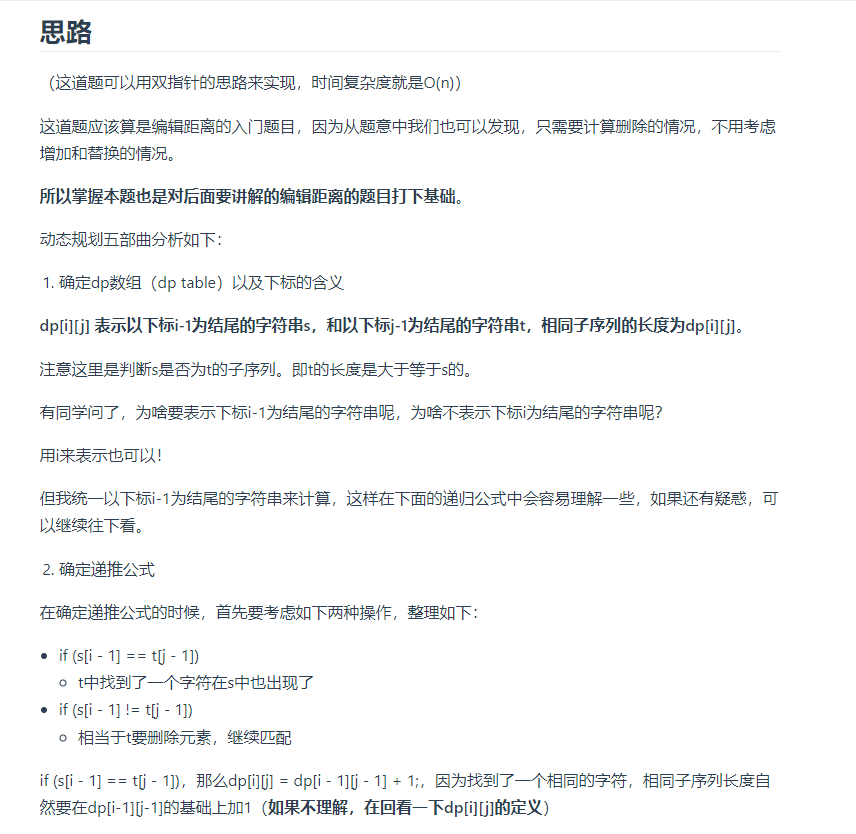 思路
（这道题可以用双指针的思路来实现，时间复杂度就是O(n)）
这道题应该算是编辑距离的入门题目，因为从题意中我们也可以发现，只需要计算删除的情况，不用考虑
增加和替换的情况。
所以掌握本题也是对后面要讲解的编辑距离的题目打下基础。
动态规划五部曲分析如下：
1. 确定dp数组（dp table）以及下标的含义
dp[i][j] 表示以下标i-1为结尾的字符串s，和以下标j-1为结尾的字符串t，相同子序列的长度为dp[i][j]。
注意这里是判断s是否为t的子序列。即t的长度是大于等于s的。
有同学问了，为啥要表示下标i-1为结尾的字符串呢，为啥不表示下标i为结尾的字符串呢？
用i来表示也可以！
但我统一以下标i-1为结尾的字符串来计算，这样在下面的递归公式中会容易理解一些，如果还有疑惑，可
以继续往下看。
2. 确定递推公式
在确定递推公式的时候，首先要考虑如下两种操作，整理如下：
• if (s[i - 1] == t[j - 1])
◦ t中找到了一个字符在s中也出现了
• if (s[i - 1] != t[j - 1])
◦ 相当于t要删除元素，继续匹配
if (s[i - 1] == t[j - 1])，那么dp[i][j] = dp[i - 1][j - 1] + 1;，因为找到了一个相同的字符，相同子序列长度自
然要在dp[i-1][j-1]的基础上加1（如果不理解，在回看一下dp[i][j]的定义）